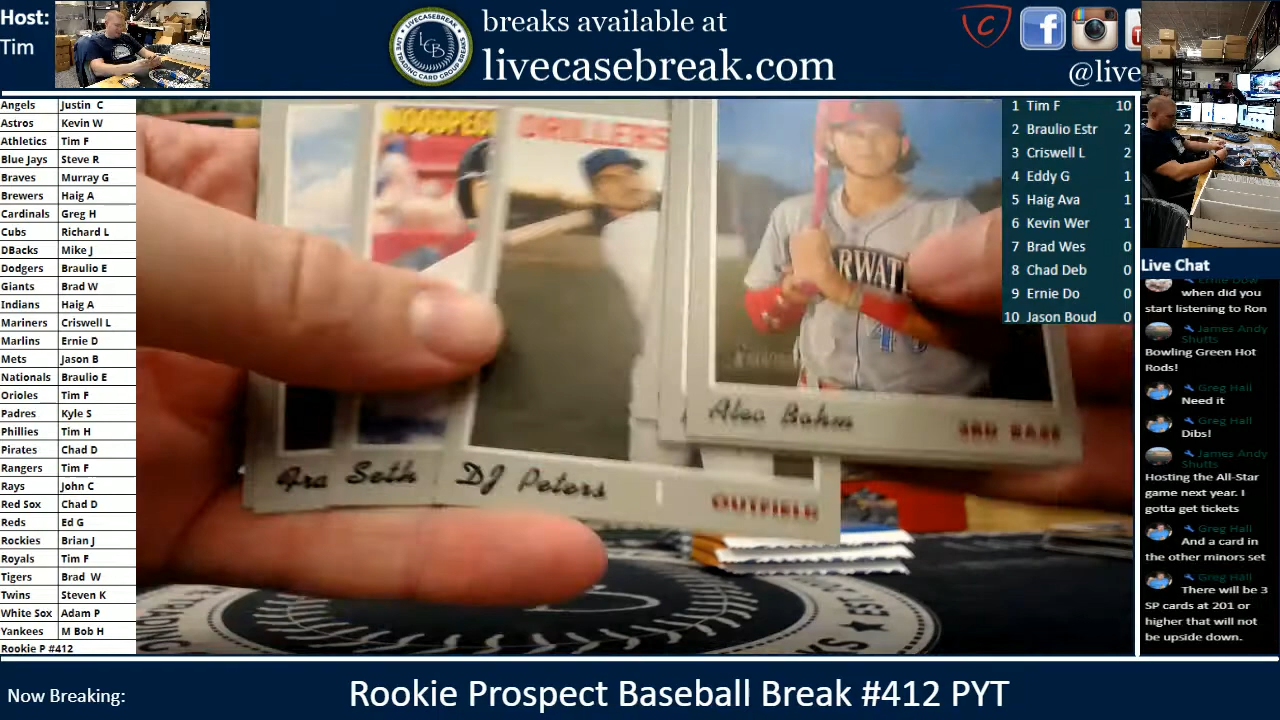 Host:
Tim
LIVECASEBREAK
LCB
LIVE TRADING CARD GROUP BREAKS
breaks available at
livecasebreak.com
@live
Angels Justin C
Astros Kevin W
Athletics Tim F
Blue Jays Steve R
Braves Murray G
Brewers Haig A
Cardinals Greg H
Cubs Richard L
DBacks Mike J
Dodgers Braulio E
Giants Brad W
Indians Haig A
Mariners Criswell L
Marlins Ernie D
Mets Jason B
Nationals Braulio E
Orioles Tim F
Padres Kyle S
Phillies Tim H
Pirates Chad D
Rangers Tim F
Rays John C
Red Sox Chad D
Reds Ed G
Rockies Brian J
Royals Tim F
Tigers Brad W
Twins Steven K
White Sox Adam P
Yankees M Bob H
Rookie P #412
DRILLERS
RWAT
Alec Bohm
3RD BASE
DJ Peters
OUTFIELD
1 Tim F 10
2 Braulio Estr 2
3 Criswell L 2
4 Eddy G 1
5 Haig Ava 1
6 Kevin Wer 1
7 Brad Wes 0
8 Chad Deb 0
9 Ernie Do 0
10 Jason Boud 0
Live Chat
when did you
start listening to Ron
James Andy
Shutts
Bowling Green Hot
Rods!
Greg Hall
Need it
Greg Hall
Dibs!
James Andy
Shutts
Hosting the All-Star
game next year. I
gotta get tickets
Greg Hall
And a card in
the other minors set
Greg Hall
There will be 3
SP cards at 201 or
higher that will not
be upside down.
Now Breaking:
Rookie Prospect Baseball Break #412 PYT